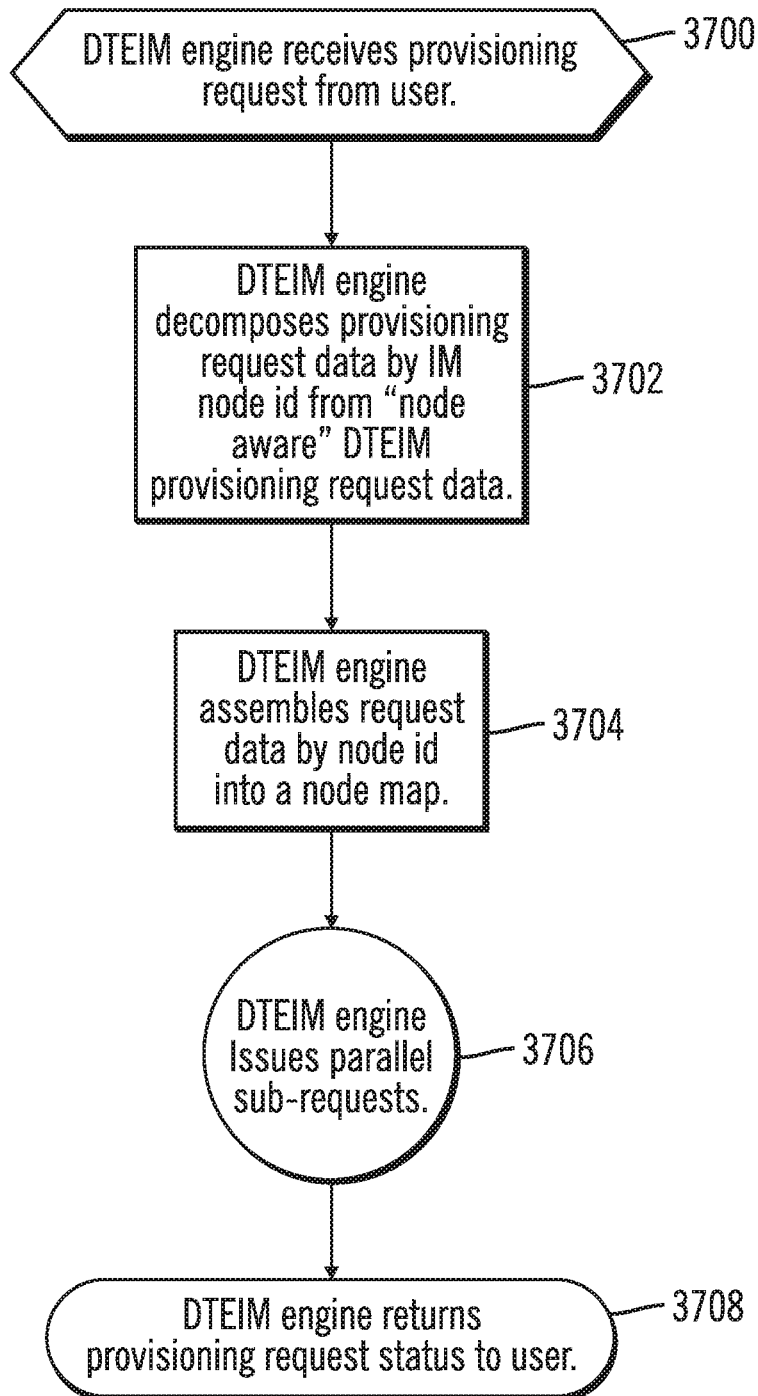 DTEIM engine receives provisioning
request from user.
3700
DTEIM engine
decomposes provisioning
request data by IM
node id from “node
aware” DTEIM
provisioning request data.
3702
DTEIM engine
assembles request
data by node id
into a node map.
3704
DTEIM engine
Issues parallel
sub-requests.
3706
DTEIM engine returns
provisioning request status to user.
3708